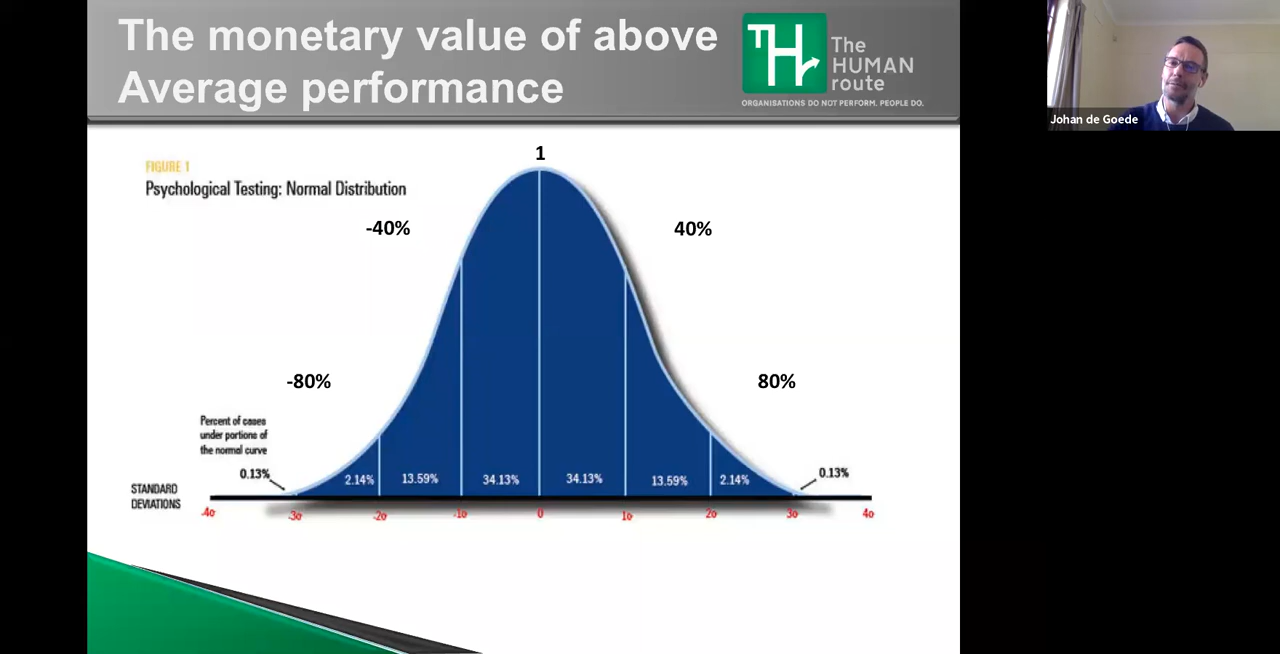 The monetary value of above
Average performance
TH
The
HUMAN
route
ORGANISATIONS DO NOT PERFORM. PEOPLE DO.
Johan de Goede
FIGURE 1
Psychological Testing: Normal Distribution
1
-40%
40%
-80%
80%
Percent of cases
under portions of
the normal curve
0.13%
2.14%
13.59%
34.13%
34.13%
13.59%
2.14%
0.13%
STANDARD
DEVIATIONS
-4σ
-3σ
-2σ
-1σ
0
1σ
2σ
3σ
4σ